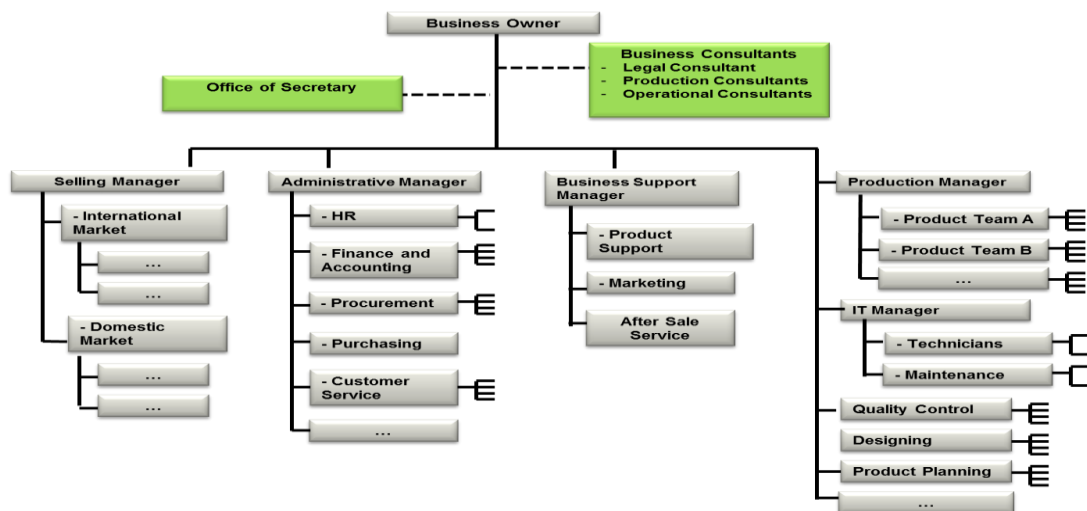 Business Owner
Business Consultants
- Legal Consultant
- Production Consultants
- Operational Consultants
Office of Secretary
Selling Manager
- International
Market
...
...
- Domestic
Market
...
...
Administrative Manager
- HR
- Finance and
Accounting
- Procurement
- Purchasing
- Customer
Service
...
Business Support
Manager
- Product
Support
- Marketing
After Sale
Service
Production Manager
- Product Team A
- Product Team B
...
IT Manager
- Technicians
- Maintenance
Quality Control
Designing
Product Planning
...